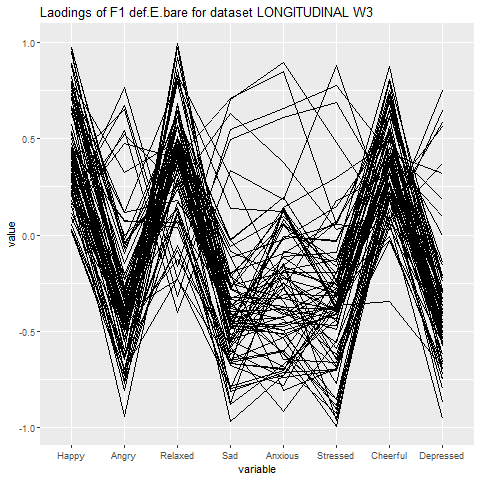 Laodings of F1 def.E.bare for dataset LONGITUDINAL W3
1.0
0.5
0.0
-0.5
-1.0
value
Happy Angry Relaxed Sad Anxious Stressed Cheerful Depressed
variable